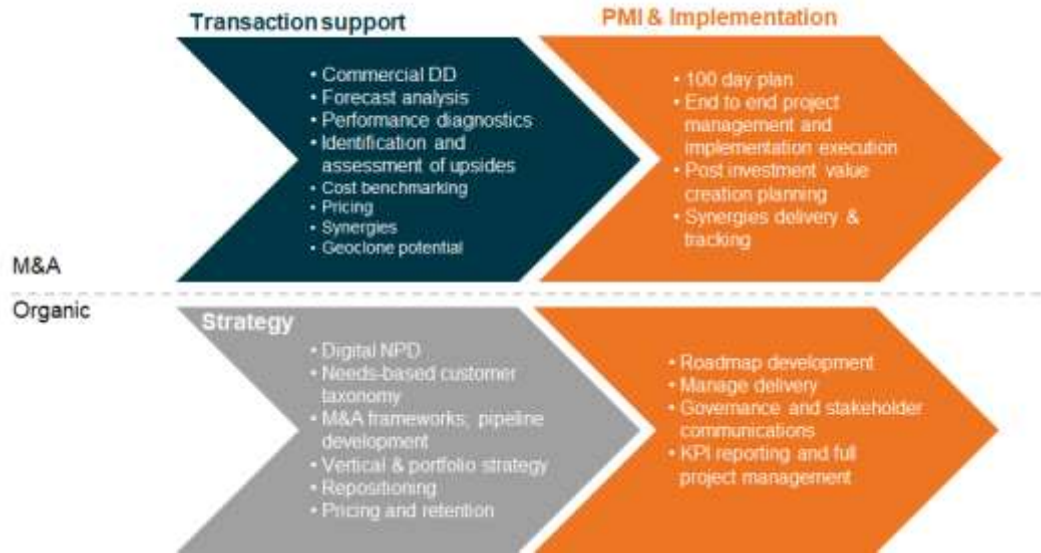 Transaction support
• Commercial DD
• Forecast analysis
• Performance diagnostics
• Identification and
assessment of upsides
• Cost benchmarking
• Pricing
• Synergies
• Geoclone potential
PMI & Implementation
• 100 day plan
• End to end project
management and
implementation execution
• Post investment value
creation planning
• Synergies delivery &
tracking
M&A
Organic
Strategy
• Digital NPD
• Needs-based customer
taxonomy
• M&A frameworks; pipeline
development
• Vertical & portfolio strategy
• Repositioning
• Pricing and retention
• Roadmap development
• Manage delivery
• Governance and stakeholder
communications
• KPI reporting and full
project management